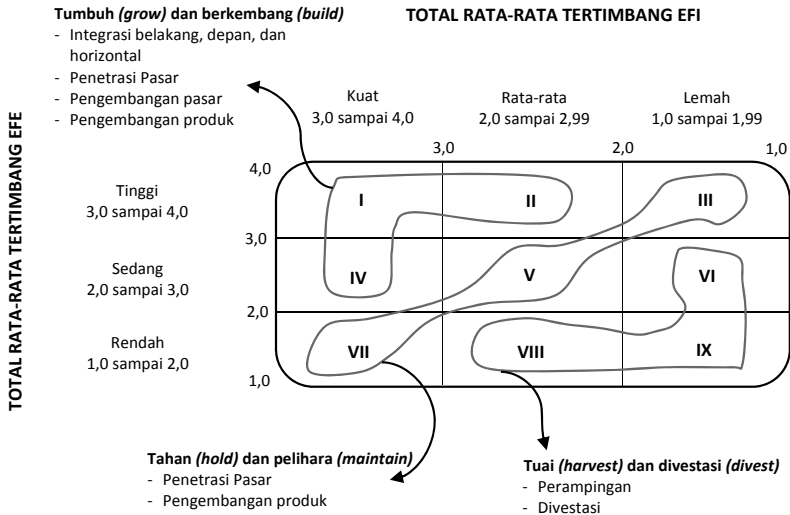 Tumbuh (grow) dan berkembang (build)
- Integrasi belakang, depan, dan
horizontal
- Penetrasi Pasar
- Pengembangan pasar
- Pengembangan produk
TOTAL RATA-RATA TERTIMBANG EFI
Kuat
3,0 sampai 4,0
Rata-rata
2,0 sampai 2,99
Lemah
1,0 sampai 1,99
3,0
2,0
1,0
TOTAL RATA-RATA TERTIMBANG EFE
4,0
Tinggi
3,0 sampai 4,0
I
II
III
3,0
Sedang
2,0 sampai 3,0
IV
V
VI
2,0
Rendah
1,0 sampai 2,0
VII
VIII
IX
1,0
Tahan (hold) dan pelihara (maintain)
- Penetrasi Pasar
- Pengembangan produk
Tuai (harvest) dan divestasi (divest)
- Perampingan
- Divestasi